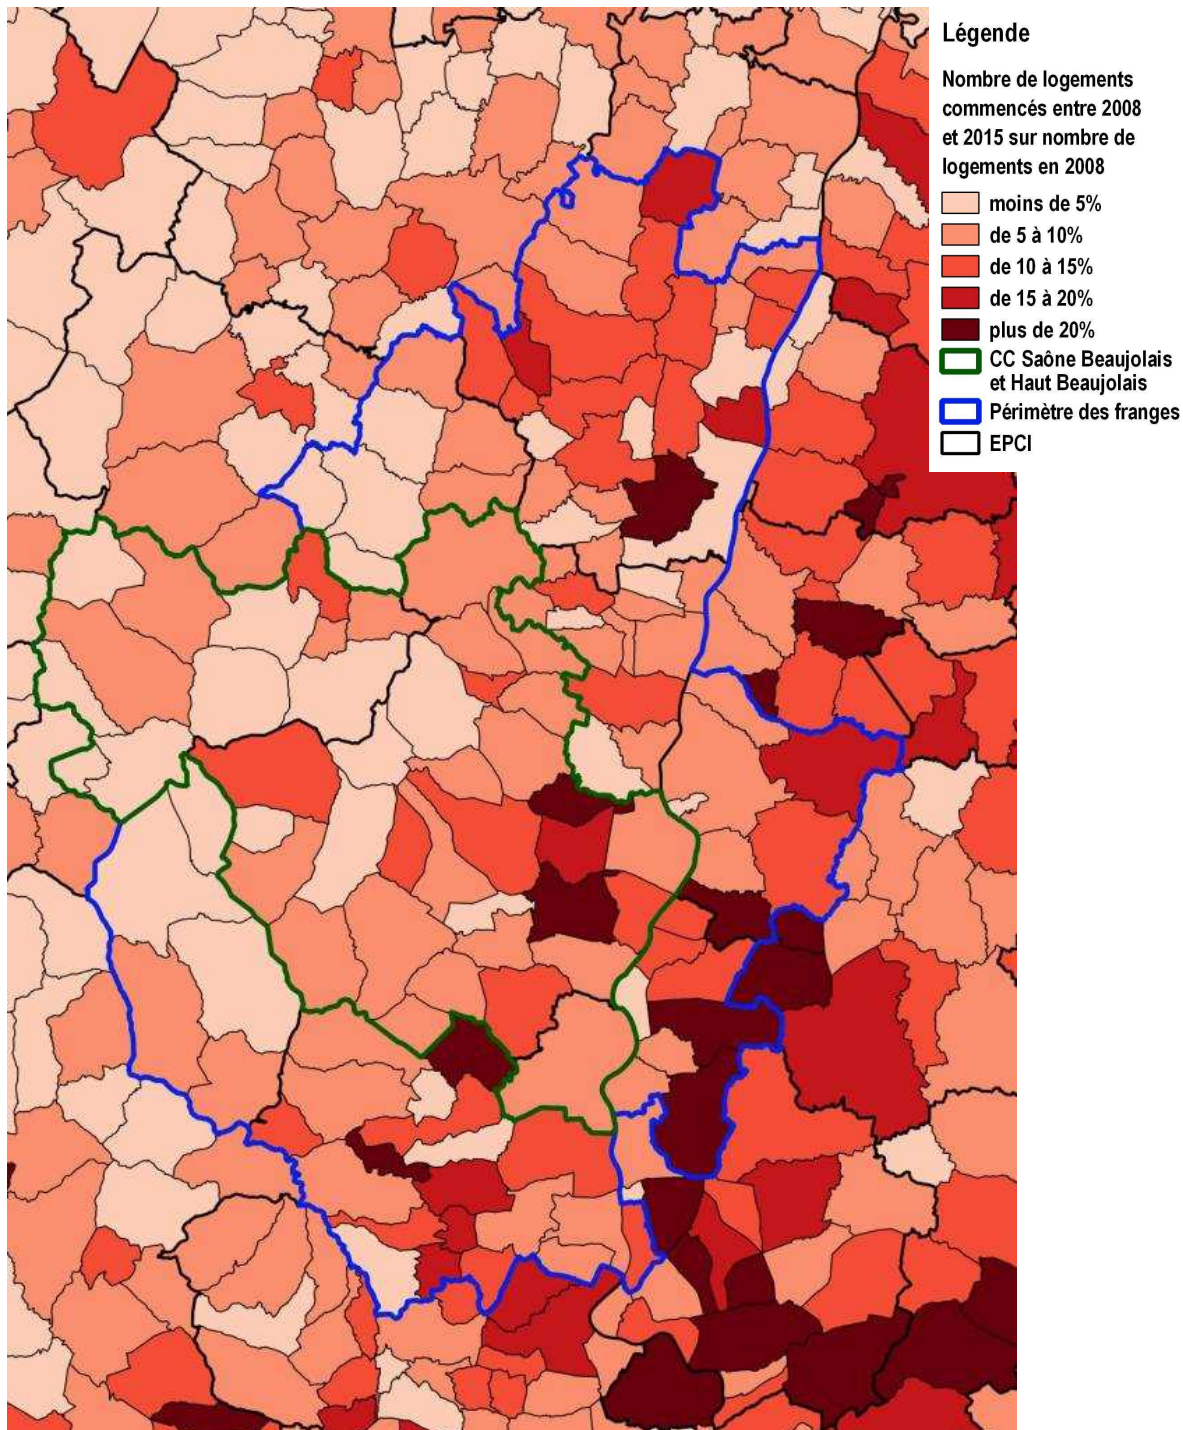 Légende
Nombre de logements
commencés entre 2008
et 2015 sur nombre de
logements en 2008
moins de 5%
de 5 à 10%
de 10 à 15%
de 15 à 20%
plus de 20%
CC Saône Beaujolais
et Haut Beaujolais
Périmètre des franges
EPCI